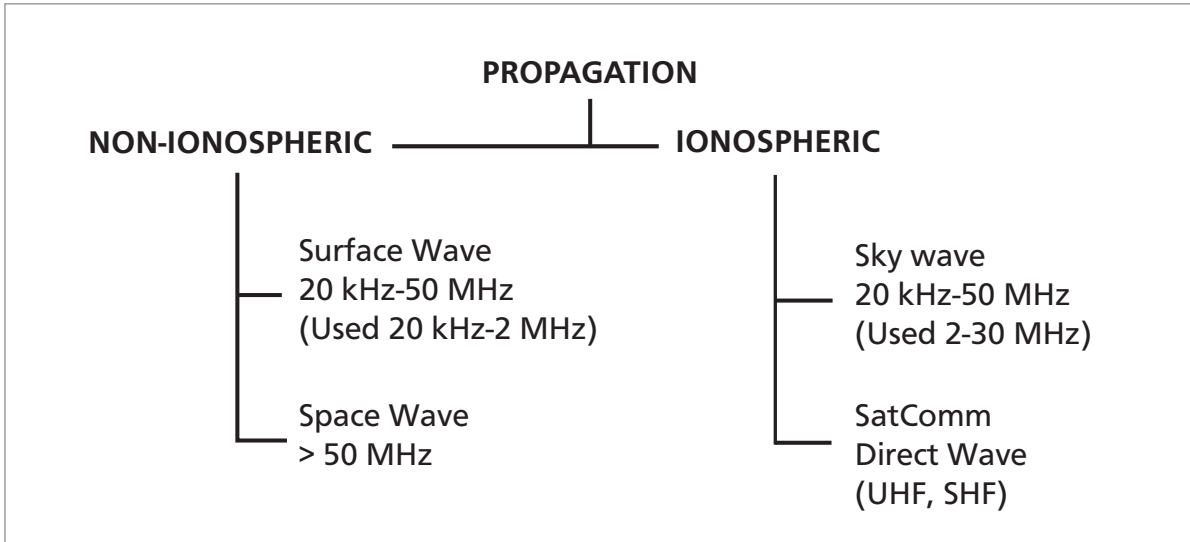 PROPAGATION
NON-IONOSPHERIC
IONOSPHERIC
Surface Wave
20 kHz-50 MHz
(Used 20 kHz-2 MHz)
Space Wave
> 50 MHz
Sky wave
20 kHz-50 MHz
(Used 2-30 MHz)
SatComm
Direct Wave
(UHF, SHF)